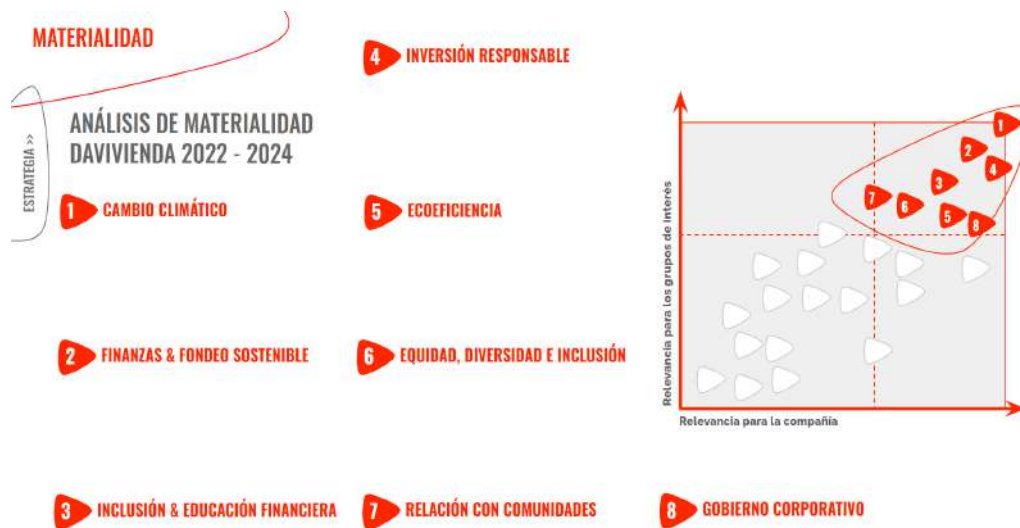 MATERIALIDAD
ESTRATEGIA >>
ANÁLISIS DE MATERIALIDAD
DAVIVIENDA 2022 - 2024
1 CAMBIO CLIMÁTICO
2 FINANZAS & FONDEO SOSTENIBLE
3 INCLUSIÓN & EDUCACIÓN FINANCIERA
4 INVERSIÓN RESPONSABLE
5 ECOEFICIENCIA
6 EQUIDAD, DIVERSIDAD E INCLUSIÓN
7 RELACIÓN CON COMUNIDADES
8 GOBIERNO CORPORATIVO
Relevancia para los grupos de interés
1
2
4
3
7
6
5
8
Relevancia para la compañía